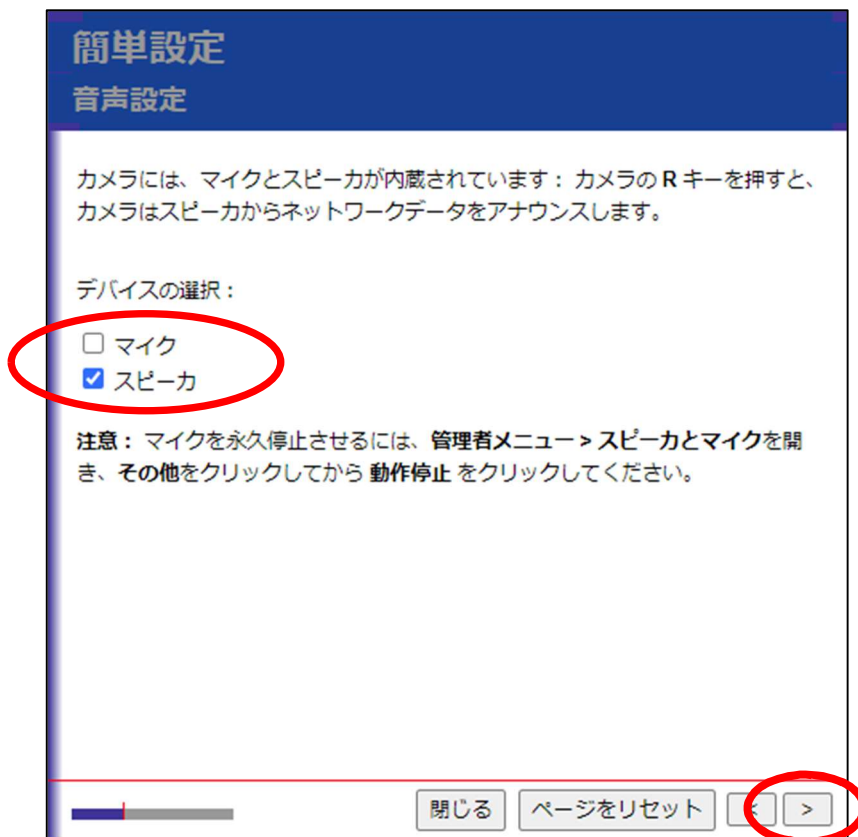 簡単設定
音声設定
カメラには、マイクとスピーカが内蔵されています： カメラの R キーを押すと、
カメラはスピーカからネットワークデータをアナウンスします。
デバイスの選択：
マイク
スピーカ
注意： マイクを永久停止させるには、管理者メニュー > スピーカとマイクを開
き、その他をクリックしてから 動作停止 をクリックしてください。
閉じる ページをリセット < >